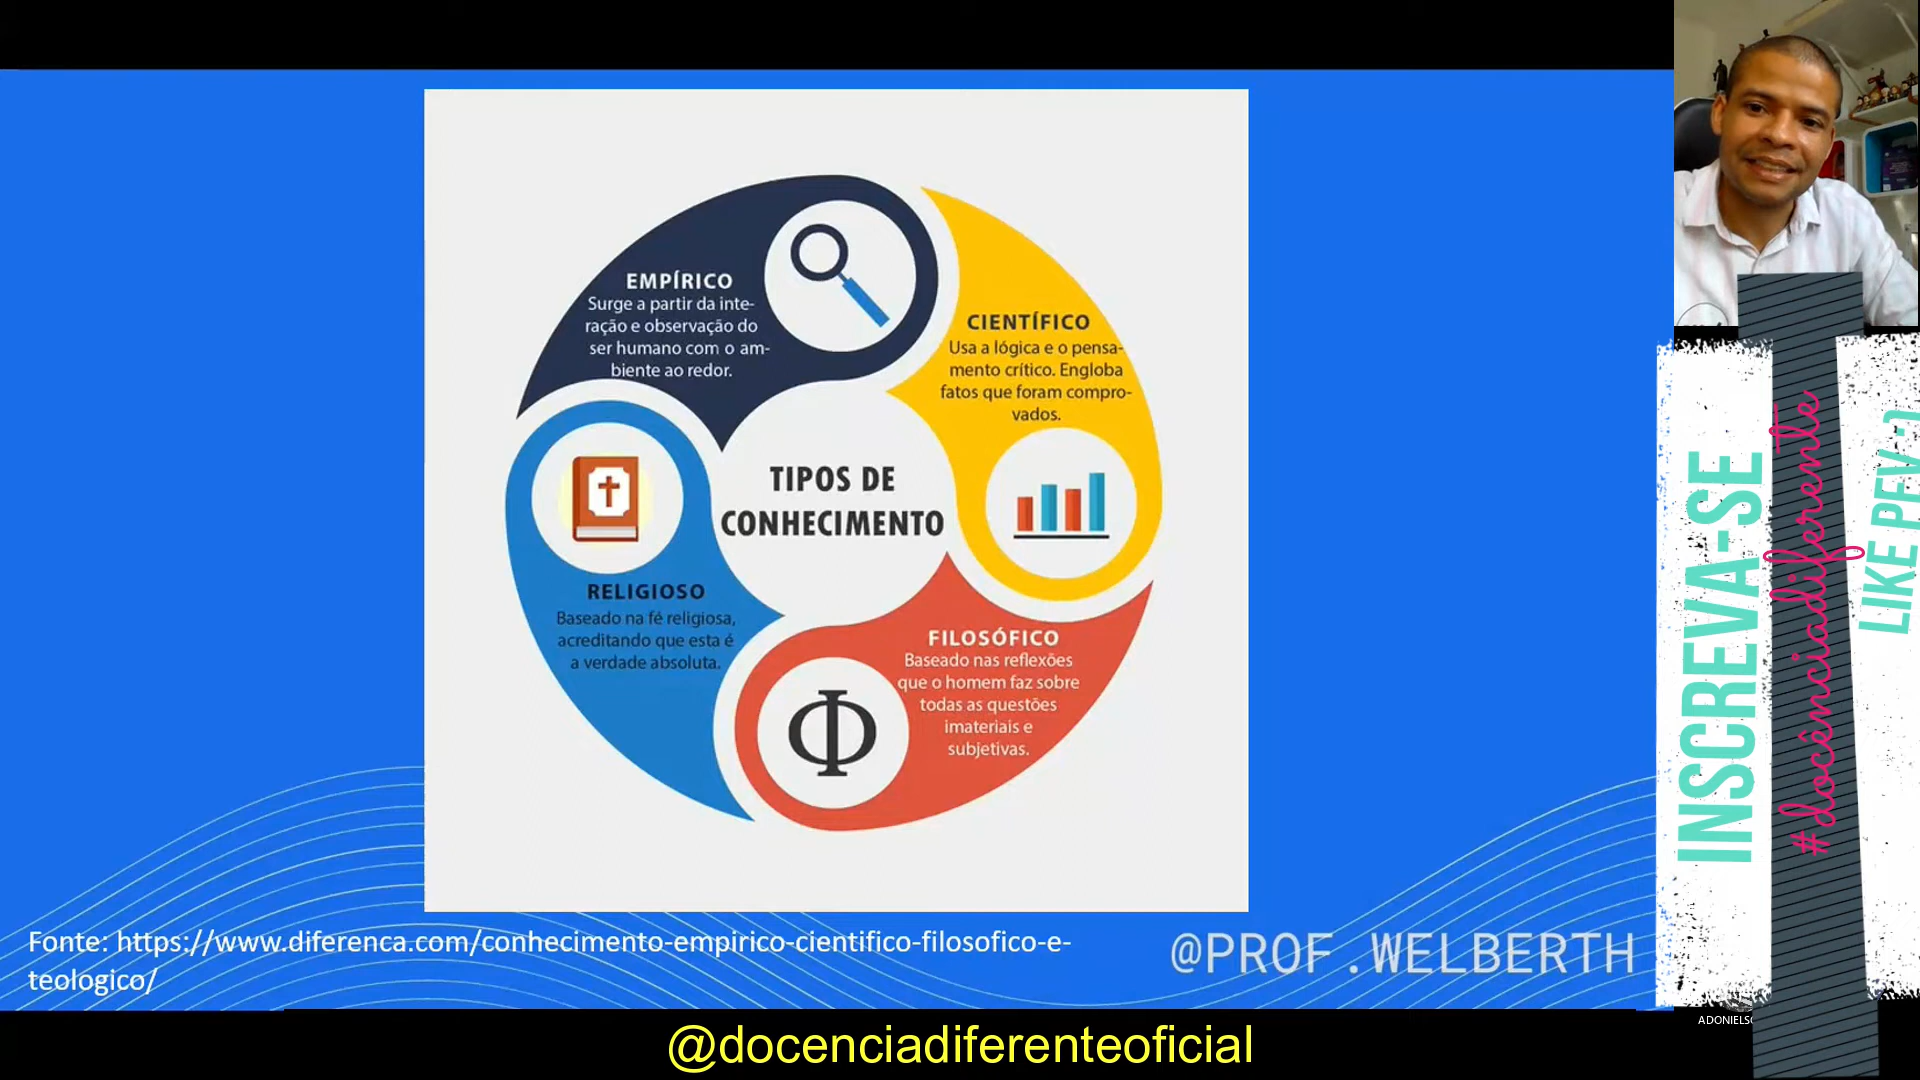 EMPÍRICO
Surge a partir da inte-
ração e observação do
ser humano com o am-
biente ao redor.
CIENTÍFICO
Usa a lógica e o pensa-
mento crítico. Engloba
fatos que foram compro-
vados.
TIPOS DE
CONHECIMENTO
RELIGIOSO
Baseado na fé religiosa,
acreditando que esta é
a verdade absoluta.
FILOSÓFICO
Baseado nas reflexões
que o homem faz sobre
todas as questões
imateriais e
subjetivas.
Φ
Fonte: https://www.diferenca.com/conhecimento-empirico-cientifico-filosofico-e-
teologico/
@PROF.WELBERTH
INSCREVA-SE
#docênciadiferente
LIKE PFV :)
@docenciadiferenteoficial